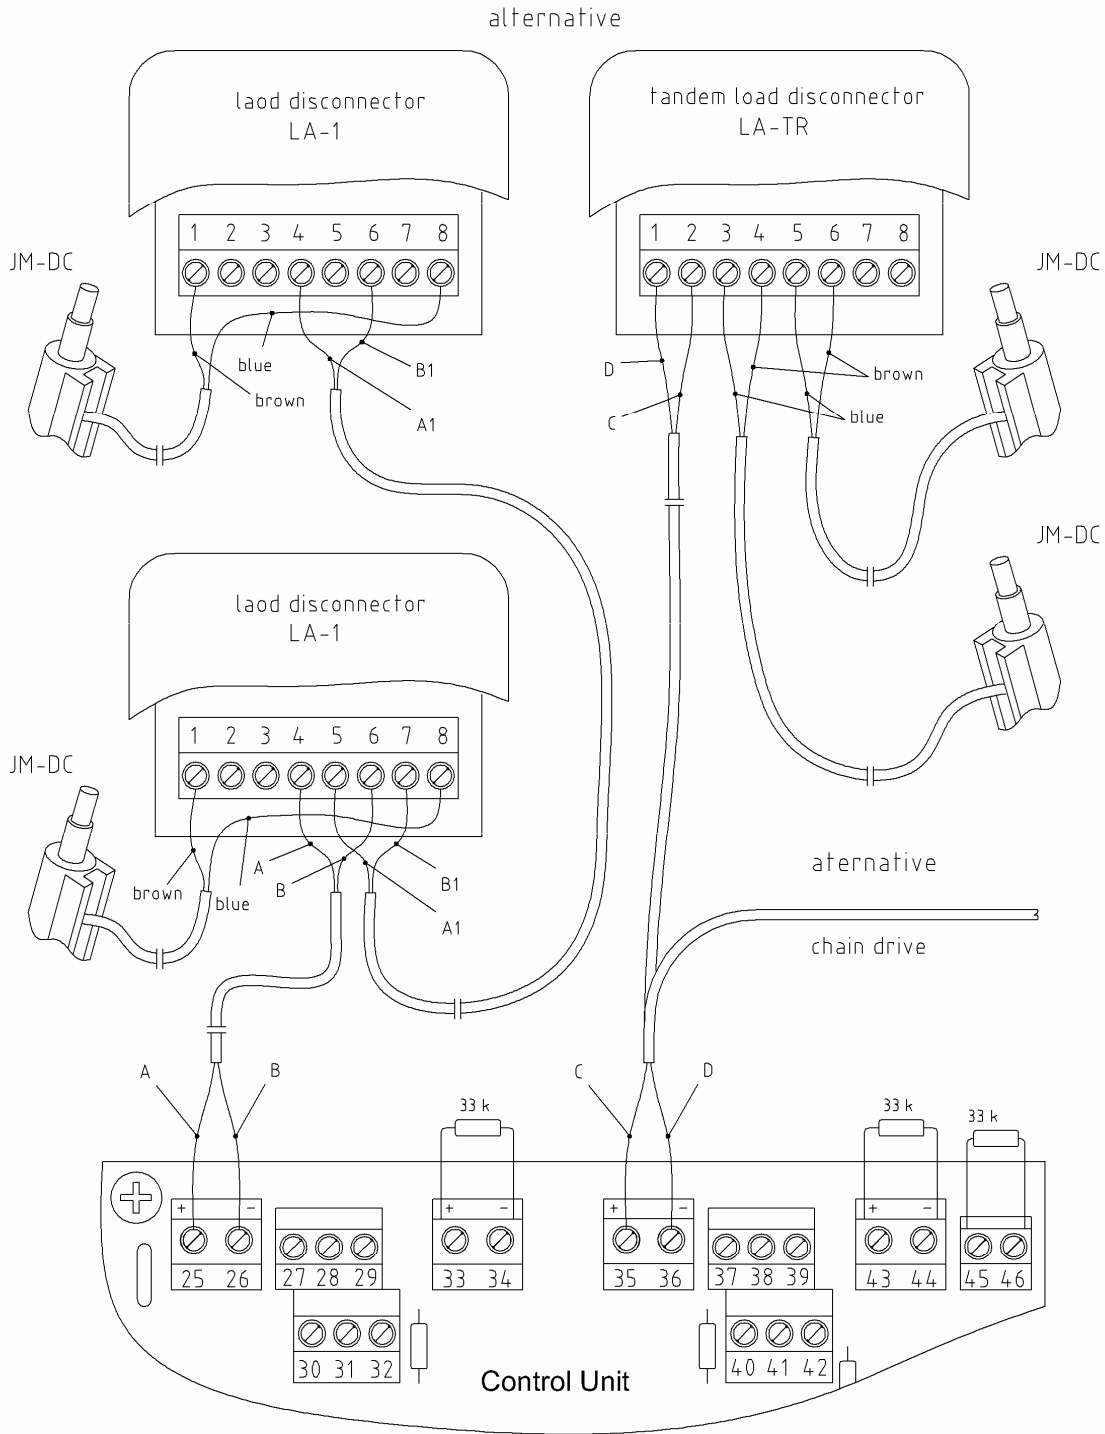 alternative
laod disconnector
LA-1
tandem load disconnector
LA-TR
1 2 3 4 5 6 7 8
1 2 3 4 5 6 7 8
JM-DC
JM-DC
blue
brown
B1
A1
D
C
brown
blue
JM-DC
laod disconnector
LA-1
1 2 3 4 5 6 7 8
JM-DC
brown
blue
A
B
B1
A1
aternative
chain drive
A
B
C
D
33 k
33 k
33 k
+ -
+ -
+ -
+ -
25 26
27 28 29
33 34
35 36
37 38 39
43 44
45 46
30 31 32
40 41 42
Control Unit